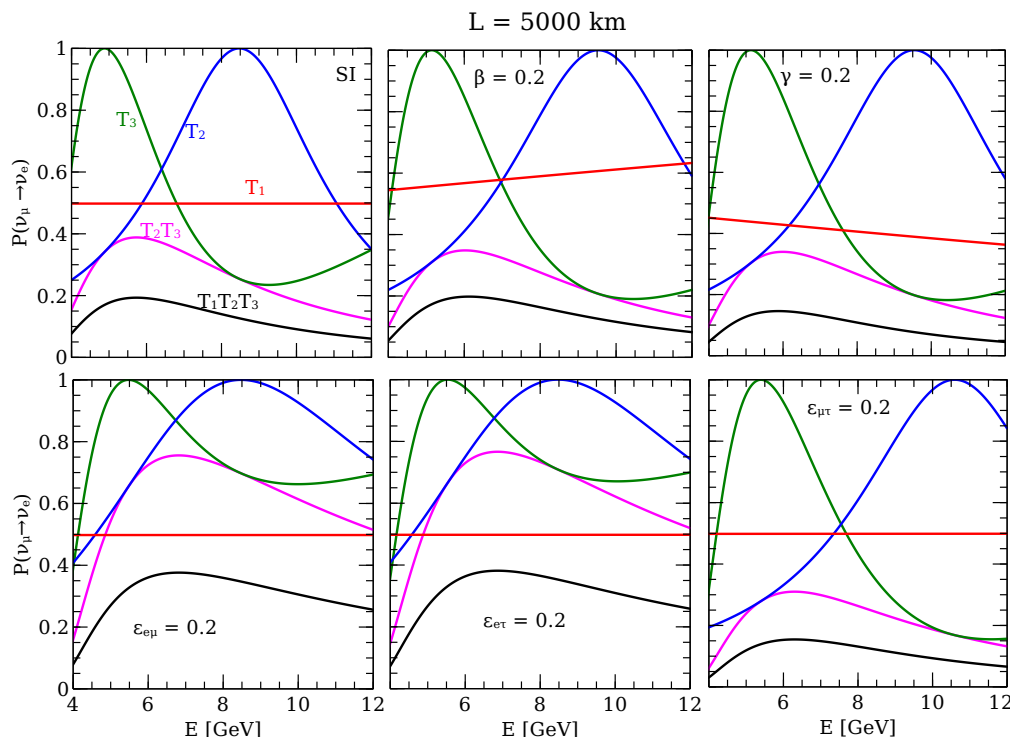 L = 5000 km
1
0.8
0.6
0.4
0.2
0
P(νμ →νe)
SI
T3
T2
T1
T2T3
T1T2T3
β = 0.2
γ = 0.2
1
0.8
0.6
0.4
0.2
0
P(νμ→νe)
εeμ = 0.2
εeτ = 0.2
εμτ = 0.2
4 6 8 10 12
6 8 10 12
6 8 10 12
E [GeV]
E [GeV]
E [GeV]